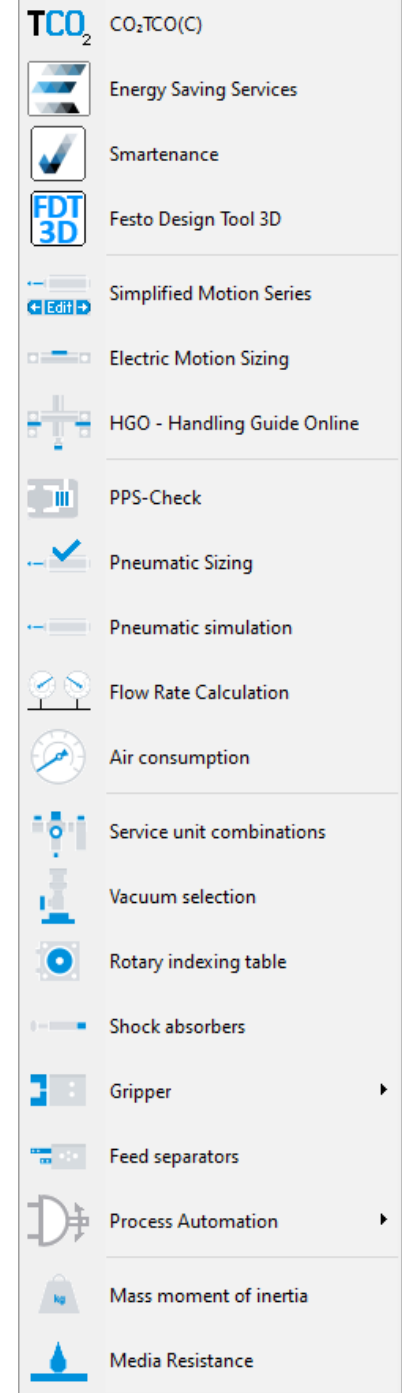 TCO₂ CO₂TCO(C)
Energy Saving Services
Smartenance
FDT
3D Festo Design Tool 3D
Simplified Motion Series
Edit
Electric Motion Sizing
HGO - Handling Guide Online
PPS-Check
Pneumatic Sizing
Pneumatic simulation
Flow Rate Calculation
Air consumption
Service unit combinations
Vacuum selection
Rotary indexing table
Shock absorbers
Gripper
Feed separators
Process Automation
kg Mass moment of inertia
Media Resistance